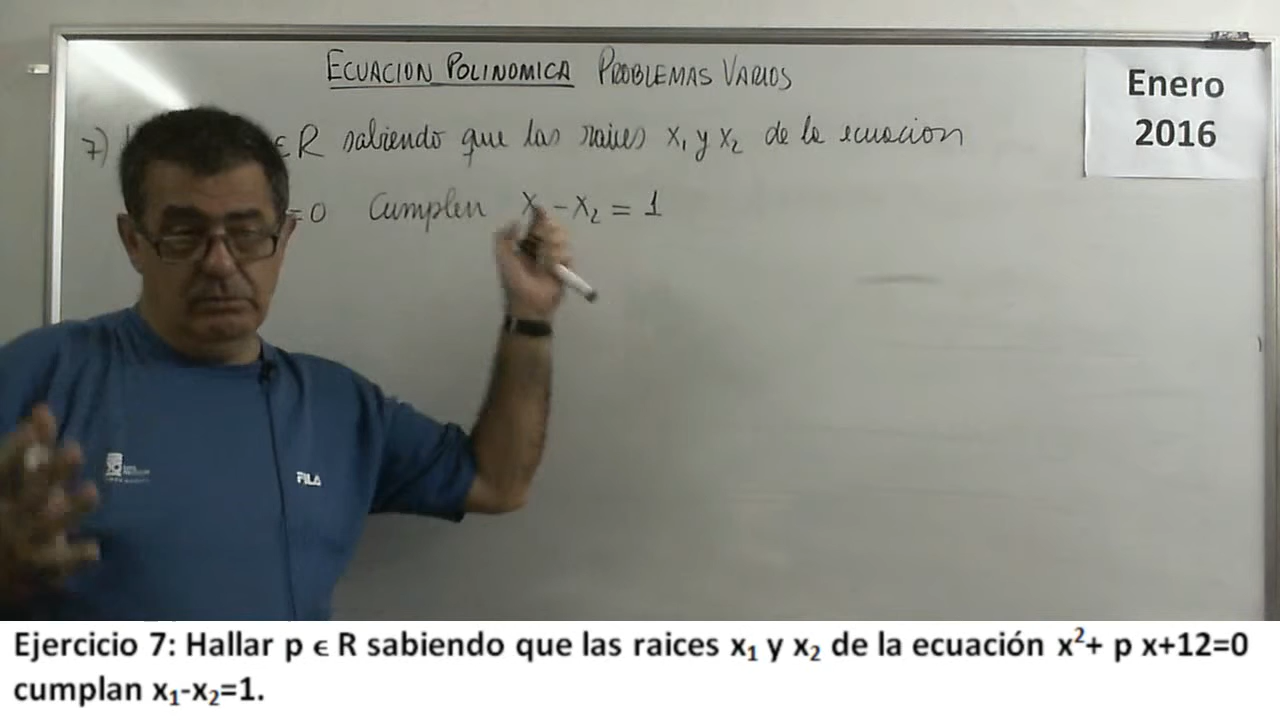 ECUACION POLINOMICA PROBLEMAS VARIOS
Enero
2016
7) ∈R sabiendo que las raices x₁ y x₂ de la ecuacion
=0 Cumplen x -x₂ = 1
FILA
Ejercicio 7: Hallar p ϵ R sabiendo que las raices x₁ y x₂ de la ecuación x²+ p x+12=0
cumplan x₁-x₂=1.